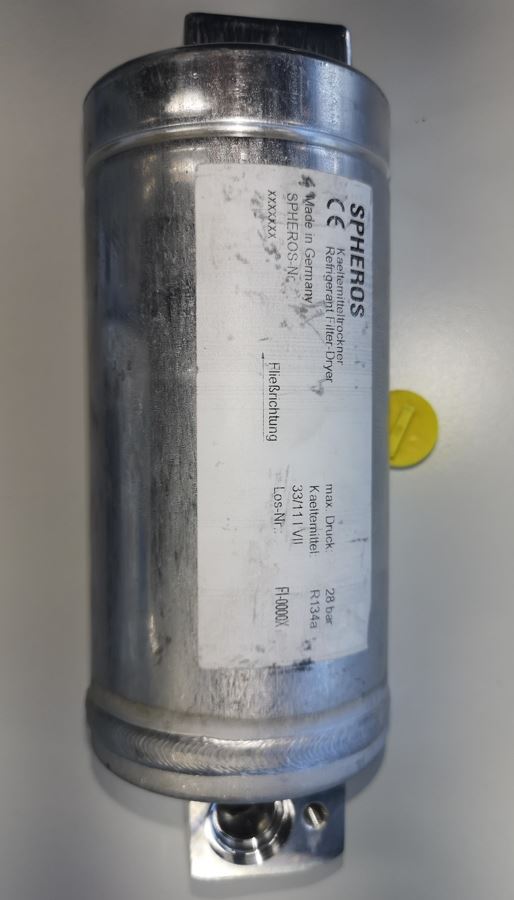 SPHEROS
Kaeltemitteltrockner
Refrigerant Filter-Dryer
CE
Made in Germany
SPHEROS-Nr.:
xxxxxxx
Fließrichtung
max. Druck: 28 bar
Kaeltemittel: R134a
33/11 I VII
Los-Nr.: FI-0000X